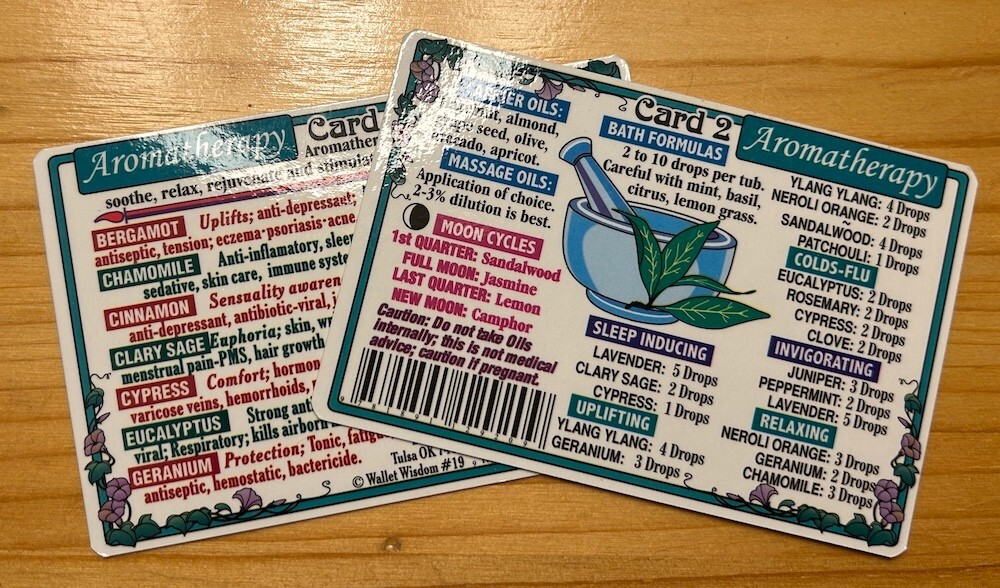 Aromatherapy Card
Aromather
soothe, relax, rejuvenate and stimula
BERGAMOT Uplifts; anti-depressant;
antiseptic, tension; eczema-psoriasis-acne
CHAMOMILE Anti-inflamatory, sleep
sedative, skin care, immune syste
CINNAMON Sensuality awaren
anti-depressant, antibiotic-viral,
CLARY SAGE Euphoria; skin,
menstrual pain-PMS, hair growth
CYPRESS Comfort; hormon
varicose veins, hemorrhoids,
EUCALYPTUS Strong ant
viral; Respiratory; kills airborn
GERANIUM Protection; Tonic, fatigu
antiseptic, hemostatic, bactericide.
Tulsa OK
© Wallet Wisdom #19
Card 2 Aromatherapy
OILS:
almond,
seed, olive,
avocado, apricot.
MASSAGE OILS:
Application of choice.
2-3% dilution is best.
MOON CYCLES
1st QUARTER: Sandalwood
FULL MOON: Jasmine
LAST QUARTER: Lemon
NEW MOON: Camphor
Caution: Do not take Oils
internally; this is not medical
advice; caution if pregnant.
BATH FORMULAS
2 to 10 drops per tub.
Careful with mint, basil,
citrus, lemon grass.
SLEEP INDUCING
LAVENDER: 5 Drops
CLARY SAGE: 2 Drops
CYPRESS: 1 Drops
UPLIFTING
YLANG YLANG: 4 Drops
GERANIUM: 3 Drops
YLANG YLANG: 4 Drops
NEROLI ORANGE: 2 Drops
SANDALWOOD: 4 Drops
PATCHOULI: 1 Drops
COLDS-FLU
EUCALYPTUS: 2 Drops
ROSEMARY: 2 Drops
CYPRESS: 2 Drops
CLOVE: 2 Drops
INVIGORATING
JUNIPER: 3 Drops
PEPPERMINT: 2 Drops
LAVENDER: 5 Drops
RELAXING
NEROLI ORANGE: 3 Drops
GERANIUM: 2 Drops
CHAMOMILE: 3 Drops